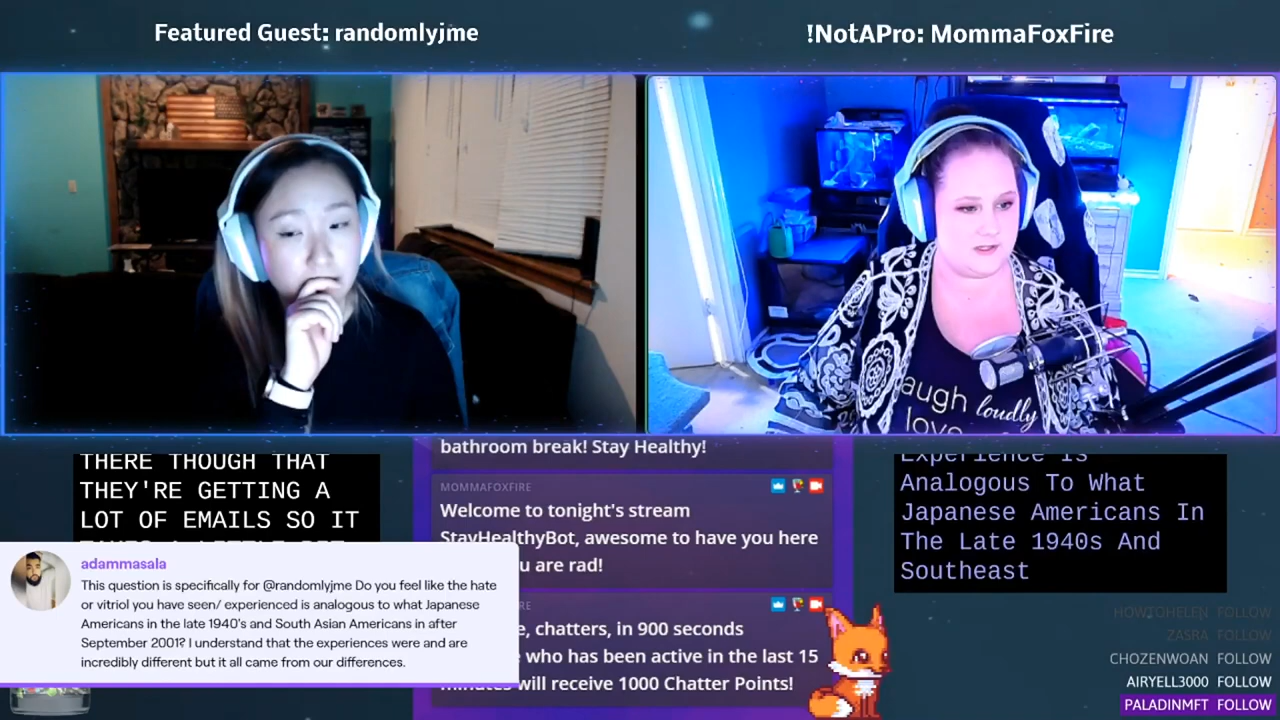 Featured Guest: randomlyjme
!NotAPro: MommaFoxFire
augh loudly
love
THERE THOUGH THAT
THEY'RE GETTING A
LOT OF EMAILS SO IT
adammasala
This question is specifically for @randomlyjme Do you feel like the hate
or vitriol you have seen/ experienced is analogous to what Japanese
Americans in the late 1940's and South Asian Americans in after
September 2001? I understand that the experiences were and are
incredibly different but it all came from our differences.
bathroom break! Stay Healthy!
MOMMAFOXFIRE
Welcome to tonight's stream
StayHealthyBot, awesome to have you here
u are rad!
RE
e, chatters, in 900 seconds
who has been active in the last 15
minutes will receive 1000 Chatter Points!
Experience Is
Analogous To What
Japanese Americans In
The Late 1940s And
Southeast
HOWTOHELEN FOLLOW
ZASRA FOLLOW
CHOZENWOAN FOLLOW
AIRYELL3000 FOLLOW
PALADINMFT FOLLOW